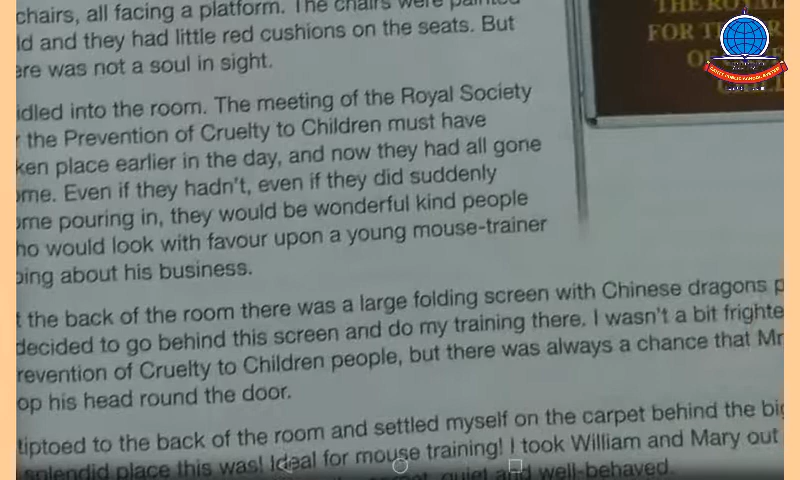 chairs, all facing a platform. The chairs were painted
ld and they had little red cushions on the seats. But
ere was not a soul in sight.
idled into the room. The meeting of the Royal Society
r the Prevention of Cruelty to Children must have
ken place earlier in the day, and now they had all gone
ome. Even if they hadn't, even if they did suddenly
ome pouring in, they would be wonderful kind people
ho would look with favour upon a young mouse-trainer
oing about his business.
t the back of the room there was a large folding screen with Chinese dragons p
decided to go behind this screen and do my training there. I wasn't a bit frighte
revention of Cruelty to Children people, but there was always a chance that Mr
op his head round the door.
tiptoed to the back of the room and settled myself on the carpet behind the big
splendid place this was! Ideal for mouse training! I took William and Mary out
quiet and well-behaved.
THE ROYAL
FOR THE